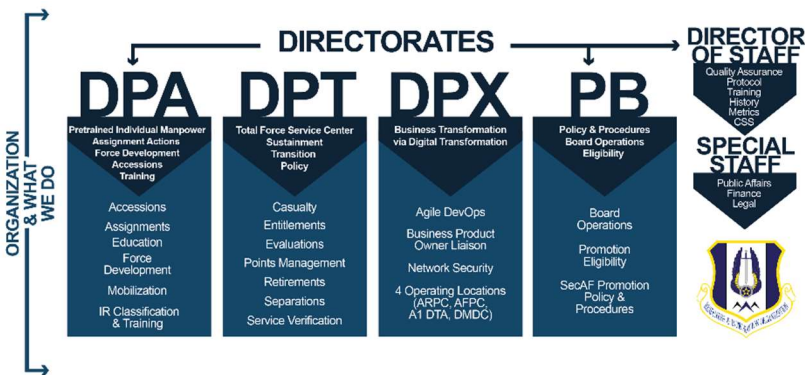 DIRECTORATES
ORGANIZATION
& WHAT
WE DO
DPA
Pretrained Individual Manpower
Assignment Actions
Force Development
Accessions
Training
Accessions
Assignments
Education
Force
Development
Mobilization
IR Classification
& Training
DPT
Total Force Service Center
Sustainment
Transition
Policy
Casualty
Entitlements
Evaluations
Points Management
Retirements
Separations
Service Verification
DPX
Business Transformation
via Digital Transformation
Agile DevOps
Business Product
Owner Liaison
Network Security
4 Operating Locations
(ARPC, AFPC,
A1 DTA, DMDC)
PB
Policy & Procedures
Board Operations
Eligibility
Board
Operations
Promotion
Eligibility
SecAF Promotion
Policy &
Procedures
DIRECTOR
OF STAFF
Quality Assurance
Protocol
Training
History
Metrics
CSS
SPECIAL
STAFF
Public Affairs
Finance
Legal